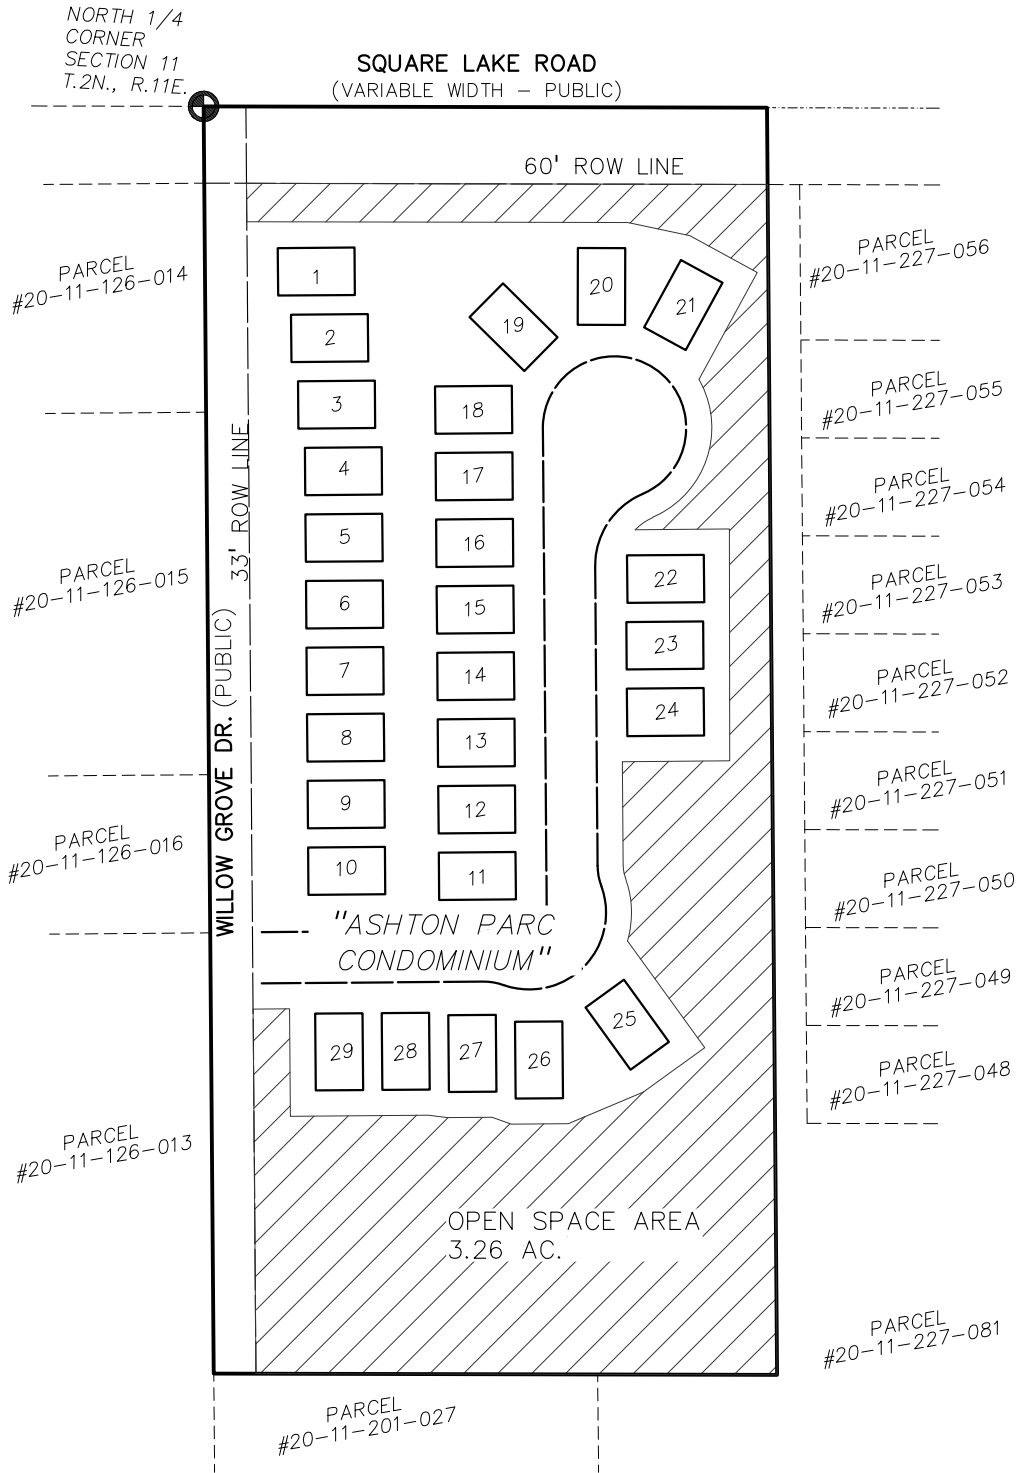 NORTH 1/4
CORNER
SECTION 11
T.2N., R.11E.
SQUARE LAKE ROAD
(VARIABLE WIDTH – PUBLIC)
60' ROW LINE
PARCEL
#20-11-126-014
PARCEL
#20-11-126-015
PARCEL
#20-11-126-016
PARCEL
#20-11-126-013
33' ROW LINE
WILLOW GROVE DR. (PUBLIC)
1
2
3
4
5
6
7
8
9
10
20
21
19
18
17
16
15
14
13
12
11
22
23
24
"ASHTON PARC
CONDOMINIUM"
29
28
27
26
25
OPEN SPACE AREA
3.26 AC.
PARCEL
#20-11-227-056
PARCEL
#20-11-227-055
PARCEL
#20-11-227-054
PARCEL
#20-11-227-053
PARCEL
#20-11-227-052
PARCEL
#20-11-227-051
PARCEL
#20-11-227-050
PARCEL
#20-11-227-049
PARCEL
#20-11-227-048
PARCEL
#20-11-227-081
PARCEL
#20-11-201-027